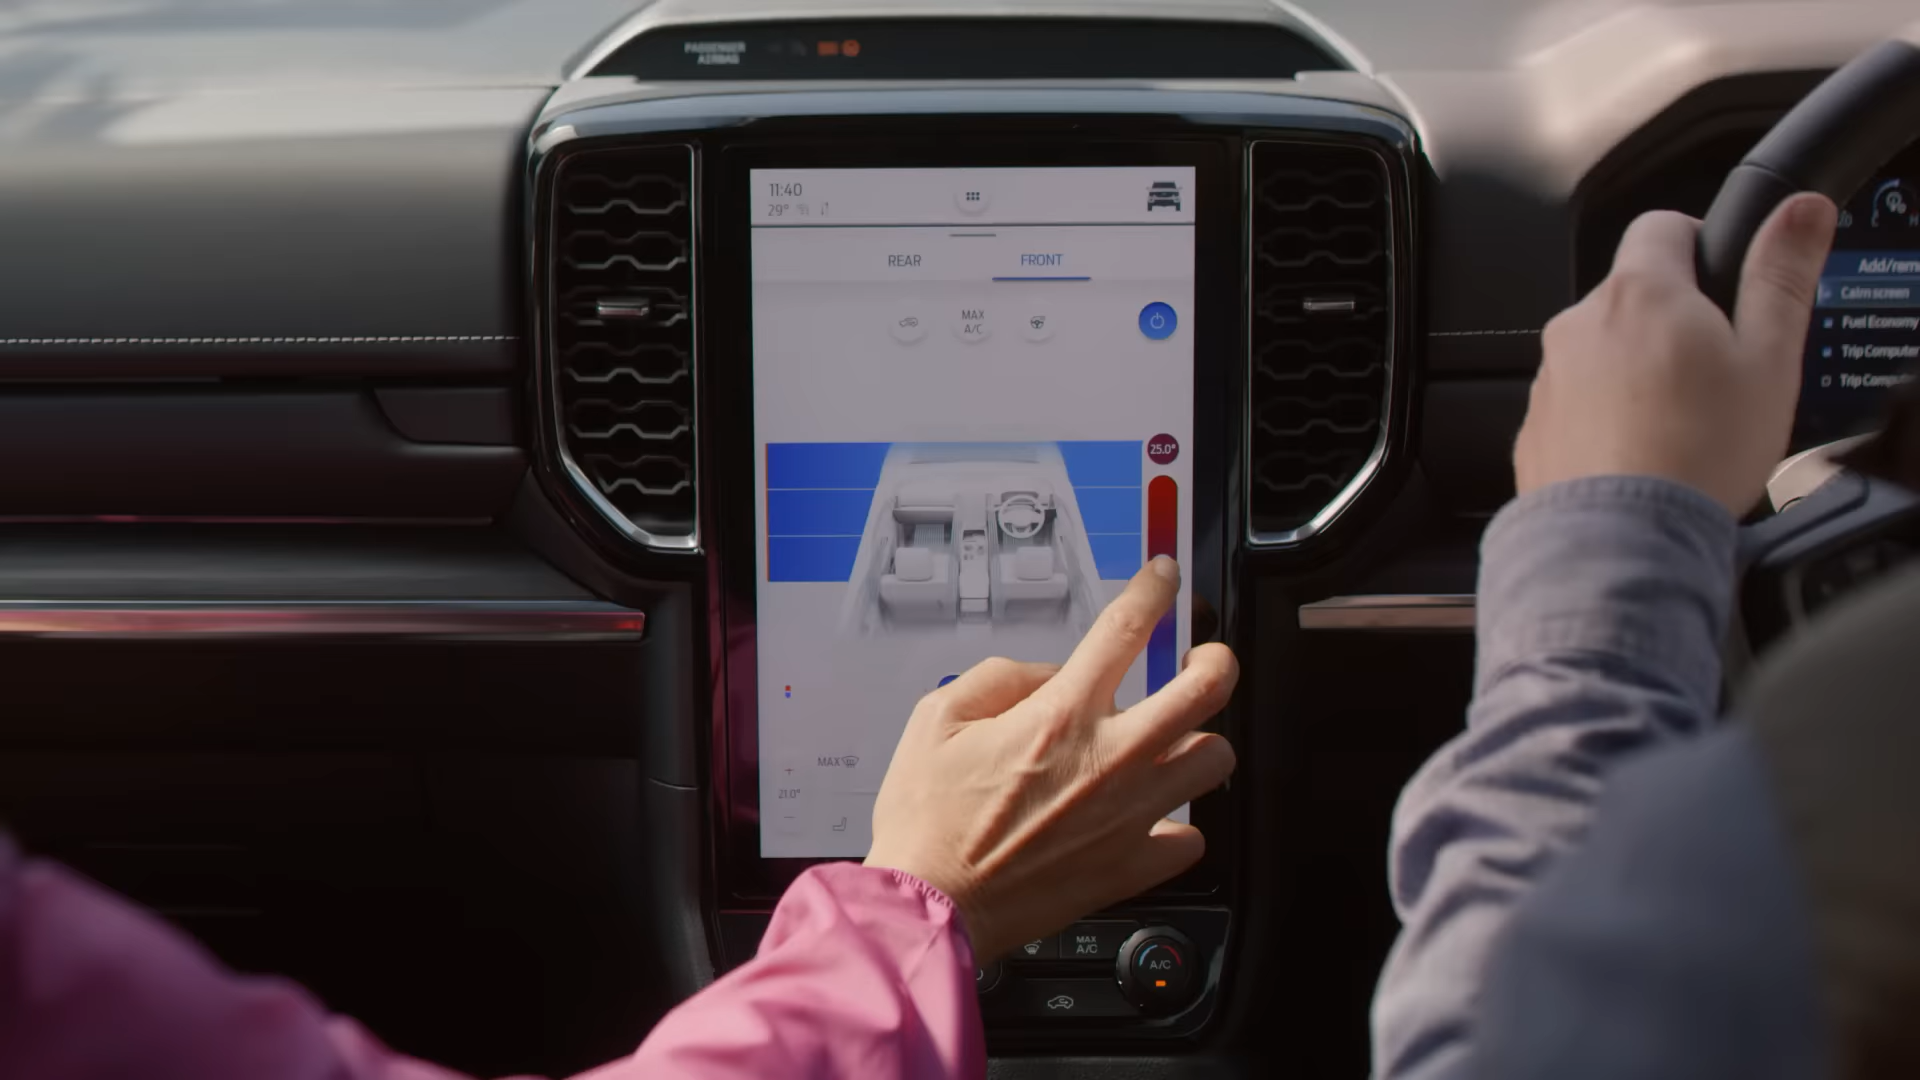 PASSENGER
AIRBAG
11:40
29°
REAR
FRONT
MAX
A/C
25.0°
MAX
21.0°
MAX
A/C
A/C
Add/rem
Calm screen
Fuel Economy
Trip Computer
Trip Compu
C
H